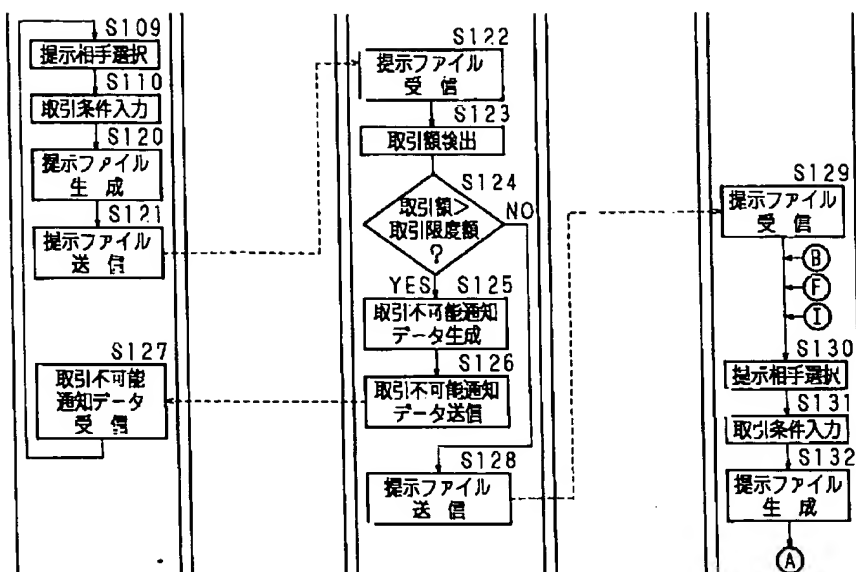 S109
提示相手選択
S110
取引条件入力
S120
提示ファイル
生 成
S121
提示ファイル
送 信
S127
取引不可能
通知データ
受 信
S122
提示ファイル
受 信
S123
取引額検出
S124
取引額>
取引限度額
?
NO
YES
S125
取引不可能通知
データ生成
S126
取引不可能通知
データ送信
S128
提示ファイル
送 信
S129
提示ファイル
受 信
B
F
I
S130
提示相手選択
S131
取引条件入力
S132
提示ファイル
生 成
A